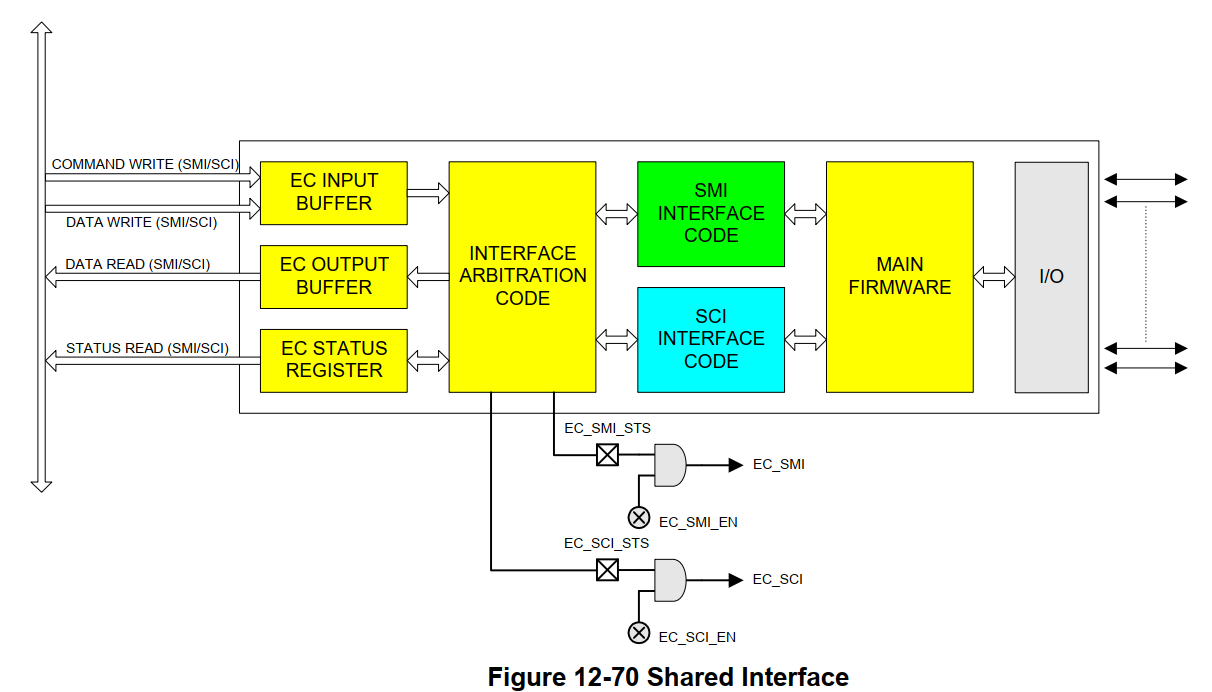 COMMAND WRITE (SMI/SCI)
DATA WRITE (SMI/SCI)
DATA READ (SMI/SCI)
STATUS READ (SMI/SCI)
EC INPUT
BUFFER
EC OUTPUT
BUFFER
EC STATUS
REGISTER
INTERFACE
ARBITRATION
CODE
SMI
INTERFACE
CODE
SCI
INTERFACE
CODE
MAIN
FIRMWARE
I/O
EC_SMI_STS
EC_SMI
EC_SMI_EN
EC_SCI_STS
EC_SCI
EC_SCI_EN
Figure 12-70 Shared Interface